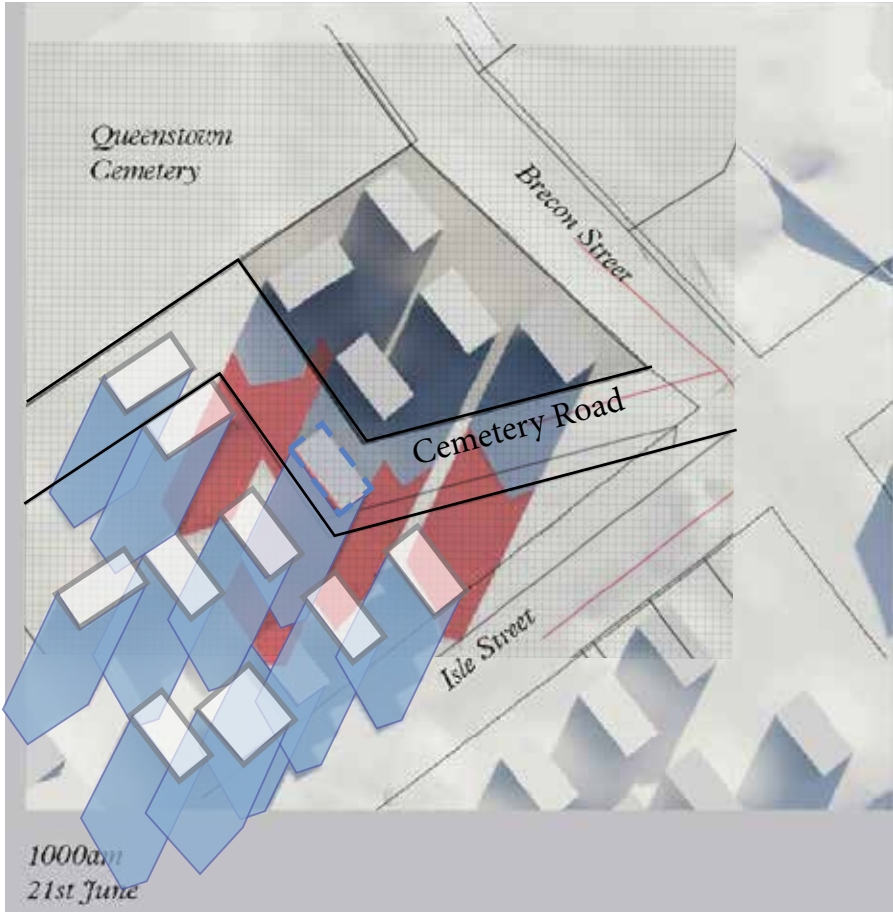 Queenstown
Cemetery
Brecon Street
Cemetery Road
Isle Street
1000am
21st June